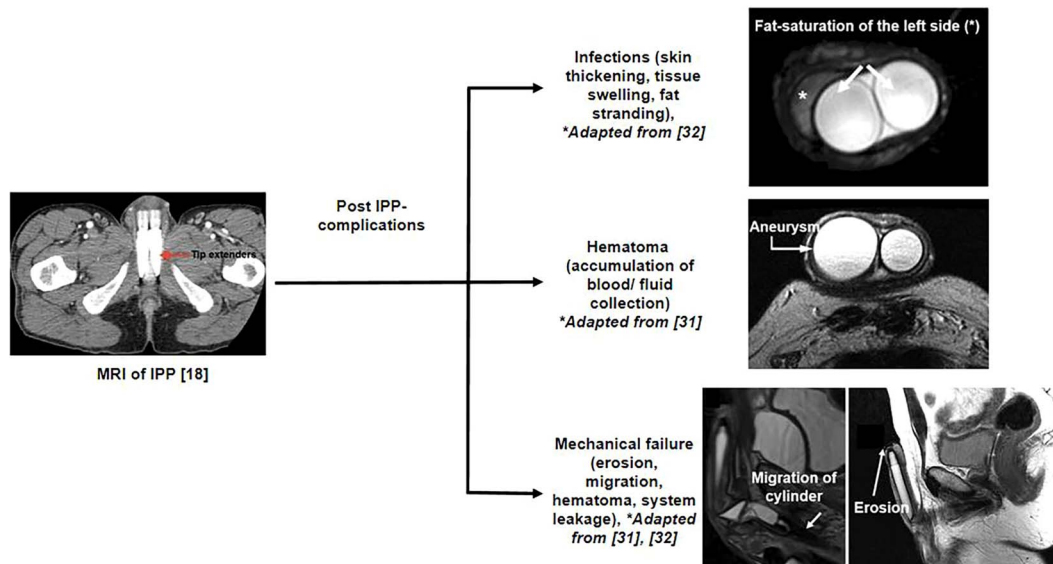 Tip extenders
MRI of IPP [18]
Post IPP-
complications
Infections (skin
thickening, tissue
swelling, fat
stranding),
*Adapted from [32]
Fat-saturation of the left side (*)
*
Hematoma
(accumulation of
blood/ fluid
collection)
*Adapted from [31]
Aneurysm
Mechanical failure
(erosion,
migration,
hematoma, system
leakage), *Adapted
from [31], [32]
Migration of
cylinder
Erosion